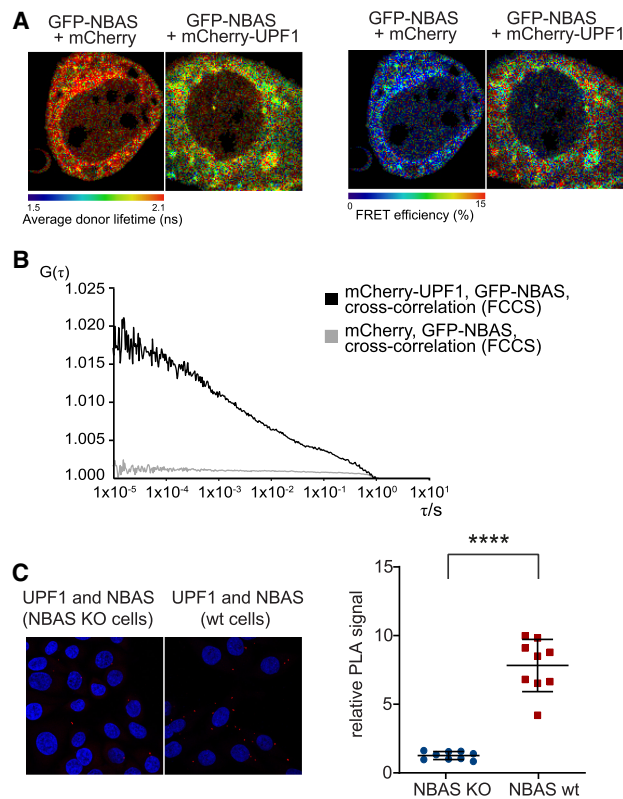 A
GFP-NBAS
+ mCherry
GFP-NBAS
+ mCherry-UPF1
GFP-NBAS
+ mCherry
GFP-NBAS
+ mCherry-UPF1
1.5
2.1
Average donor lifetime (ns)
0
15
FRET efficiency (%)
B
G(τ)
1.025
1.020
1.015
1.010
1.005
1.000
1x10⁻⁵
1x10⁻⁴
1x10⁻³
1x10⁻²
1x10⁻¹
1x10⁰
1x10¹
τ/s
mCherry-UPF1, GFP-NBAS,
cross-correlation (FCCS)
mCherry, GFP-NBAS,
cross-correlation (FCCS)
C
UPF1 and NBAS
(NBAS KO cells)
UPF1 and NBAS
(wt cells)
****
relative PLA signal
15
10
5
0
NBAS KO
NBAS wt